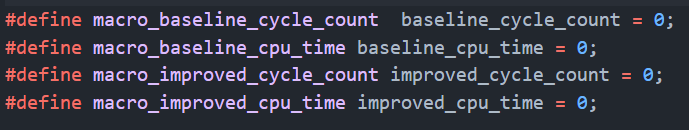 #define macro_baseline_cycle_count  baseline_cycle_count = 0;
#define macro_baseline_cpu_time baseline_cpu_time = 0;
#define macro_improved_cycle_count improved_cycle_count = 0;
#define macro_improved_cpu_time improved_cpu_time = 0;